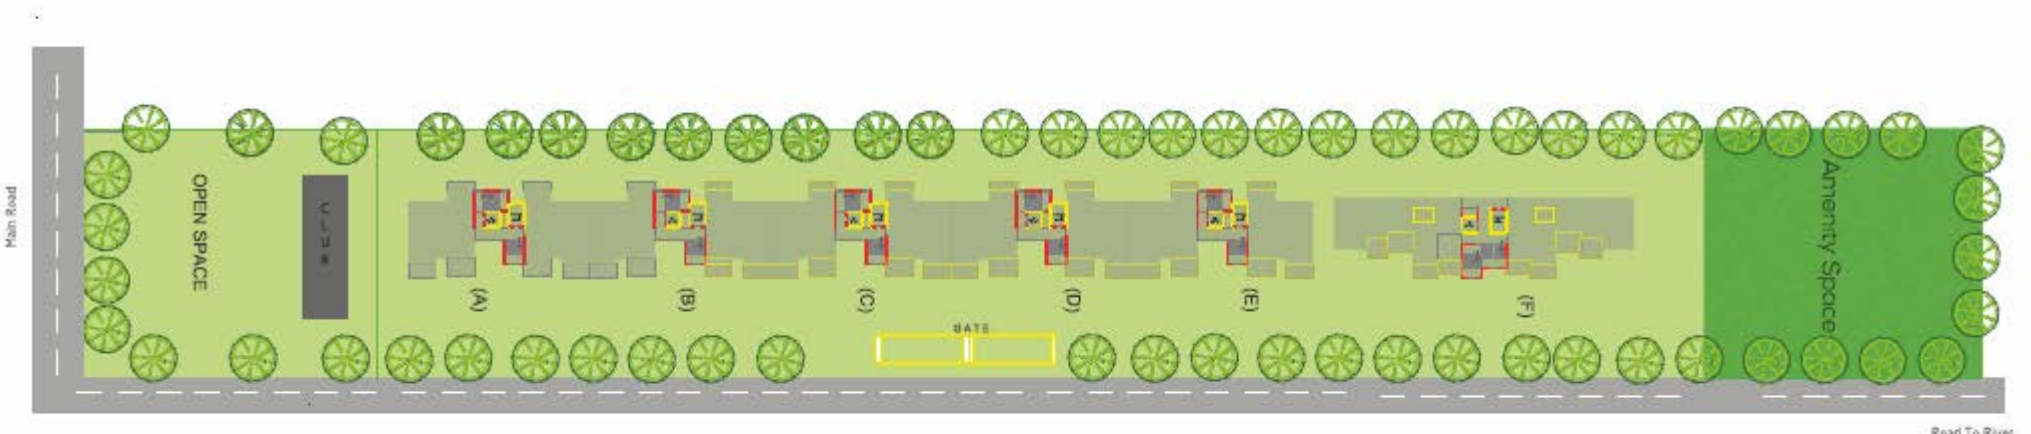 Main Road
OPEN SPACE
(A)
(B)
(C)
(D)
(E)
(F)
GATE
Amenity Space
Road To River